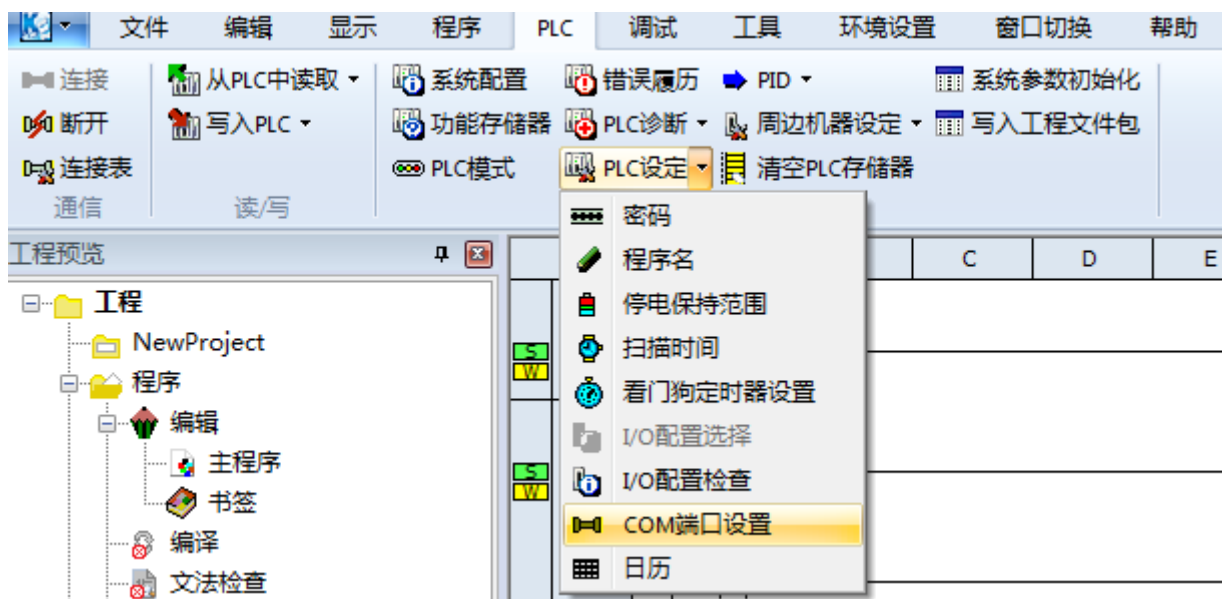 文件 编辑 显示 程序 PLC 调试 工具 环境设置 窗口切换 帮助
连接 从PLC中读取 系统配置 错误履历 PID 系统参数初始化
断开 写入PLC 功能存储器 PLC诊断 周边机器设定 写入工程文件包
连接表 PLC模式 PLC设定 清空PLC存储器
通信 读/写
密码
工程预览
程序名
C D E
工程
停电保持范围
NewProject
扫描时间
S
W
程序
看门狗定时器设置
编辑
I/O配置选择
主程序
S
W
I/O配置检查
书签
COM端口设置
编译
日历
文法检查